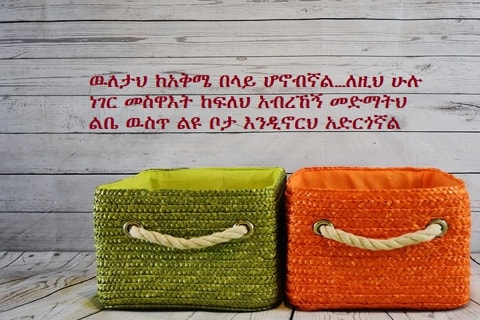 ዉለታህ ከአቅሜ በላይ ሆኖብኛል...ለዚህ ሁሉ
ነገር መስዋእት ከፍለህ አብረኸኝ መድማትህ
ልቤ ዉስጥ ልዩ ቦታ እንዲኖርህ አድርጎኛል